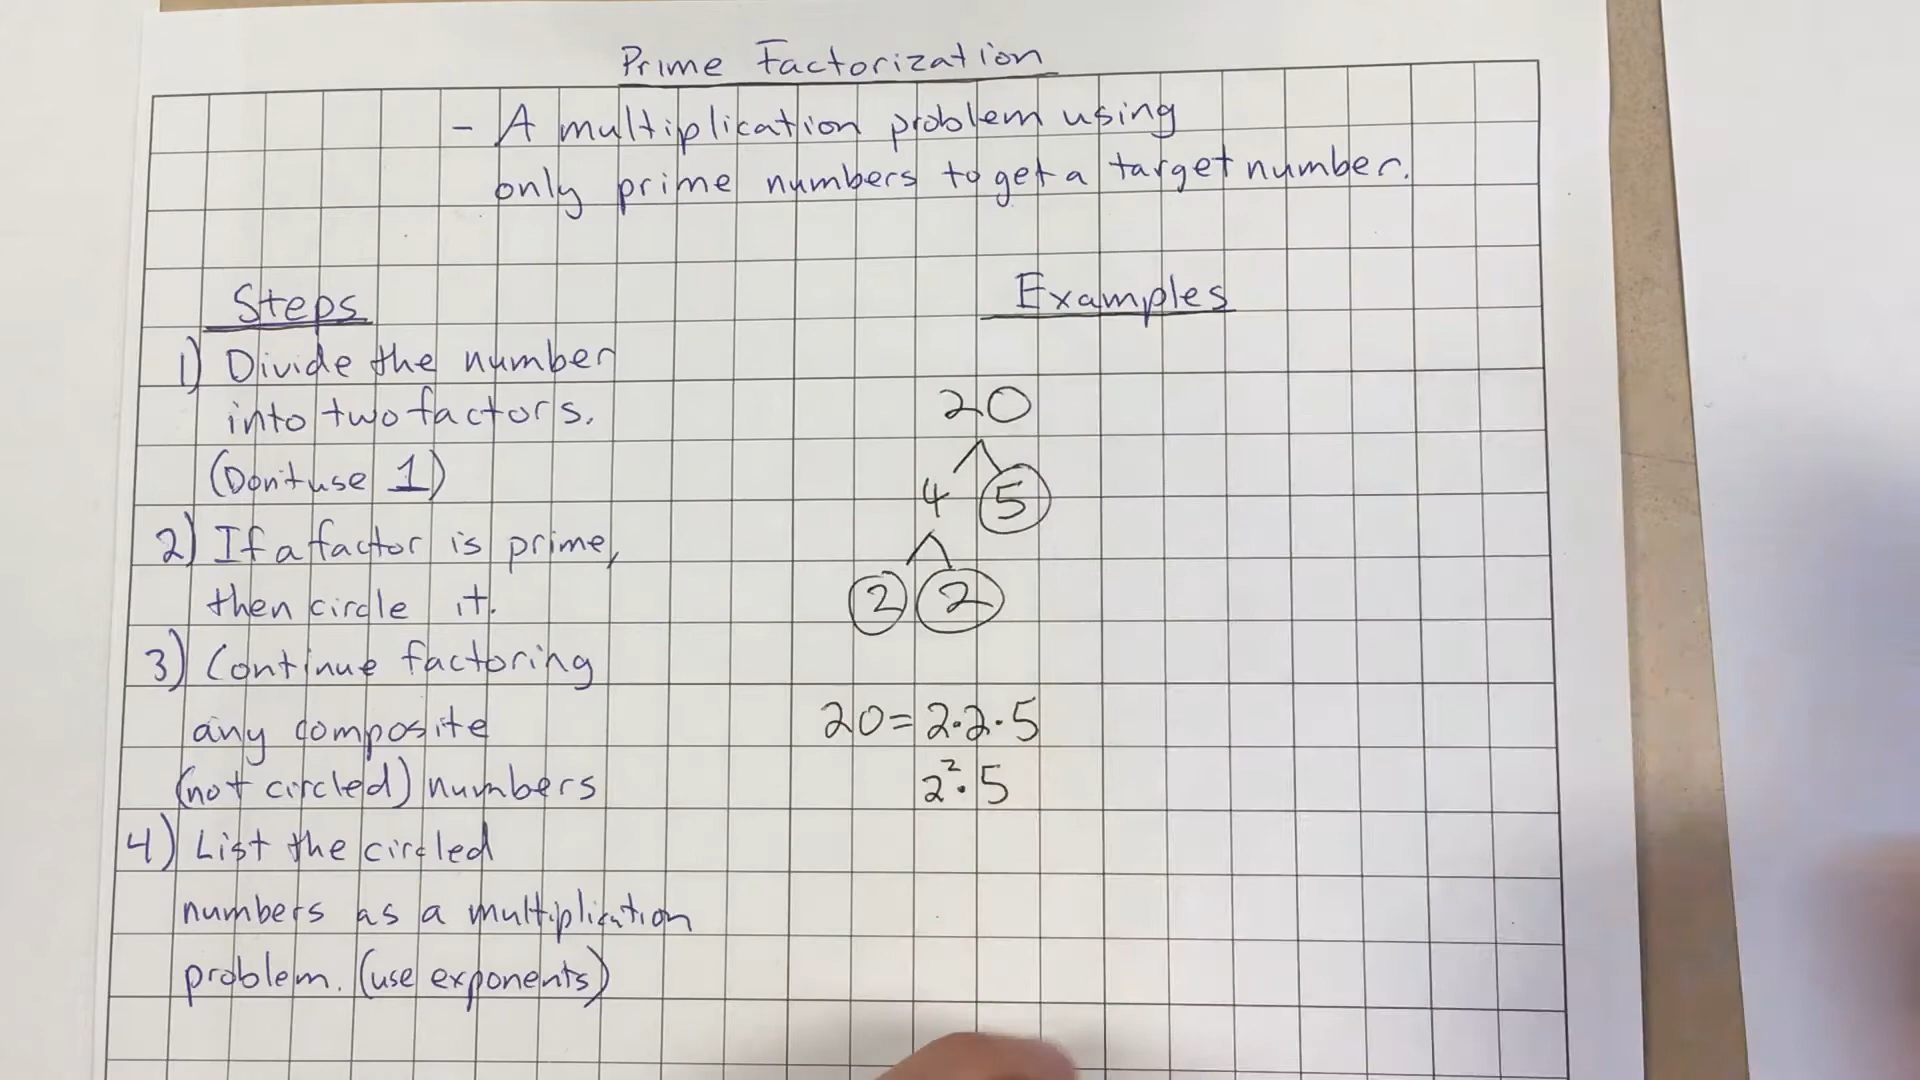 Prime Factorization
- A multiplication problem using
only prime numbers to get a target number.
Steps
1) Divide the number
into two factors.
(Dont use 1)
2) If a factor is prime,
then circle it.
3) Continue factoring
any composite
(not circled) numbers
4) List the circled
numbers as a multiplication
problem. (use exponents)
Examples
20
4 5
2 2
20=2·2·5
2²·5